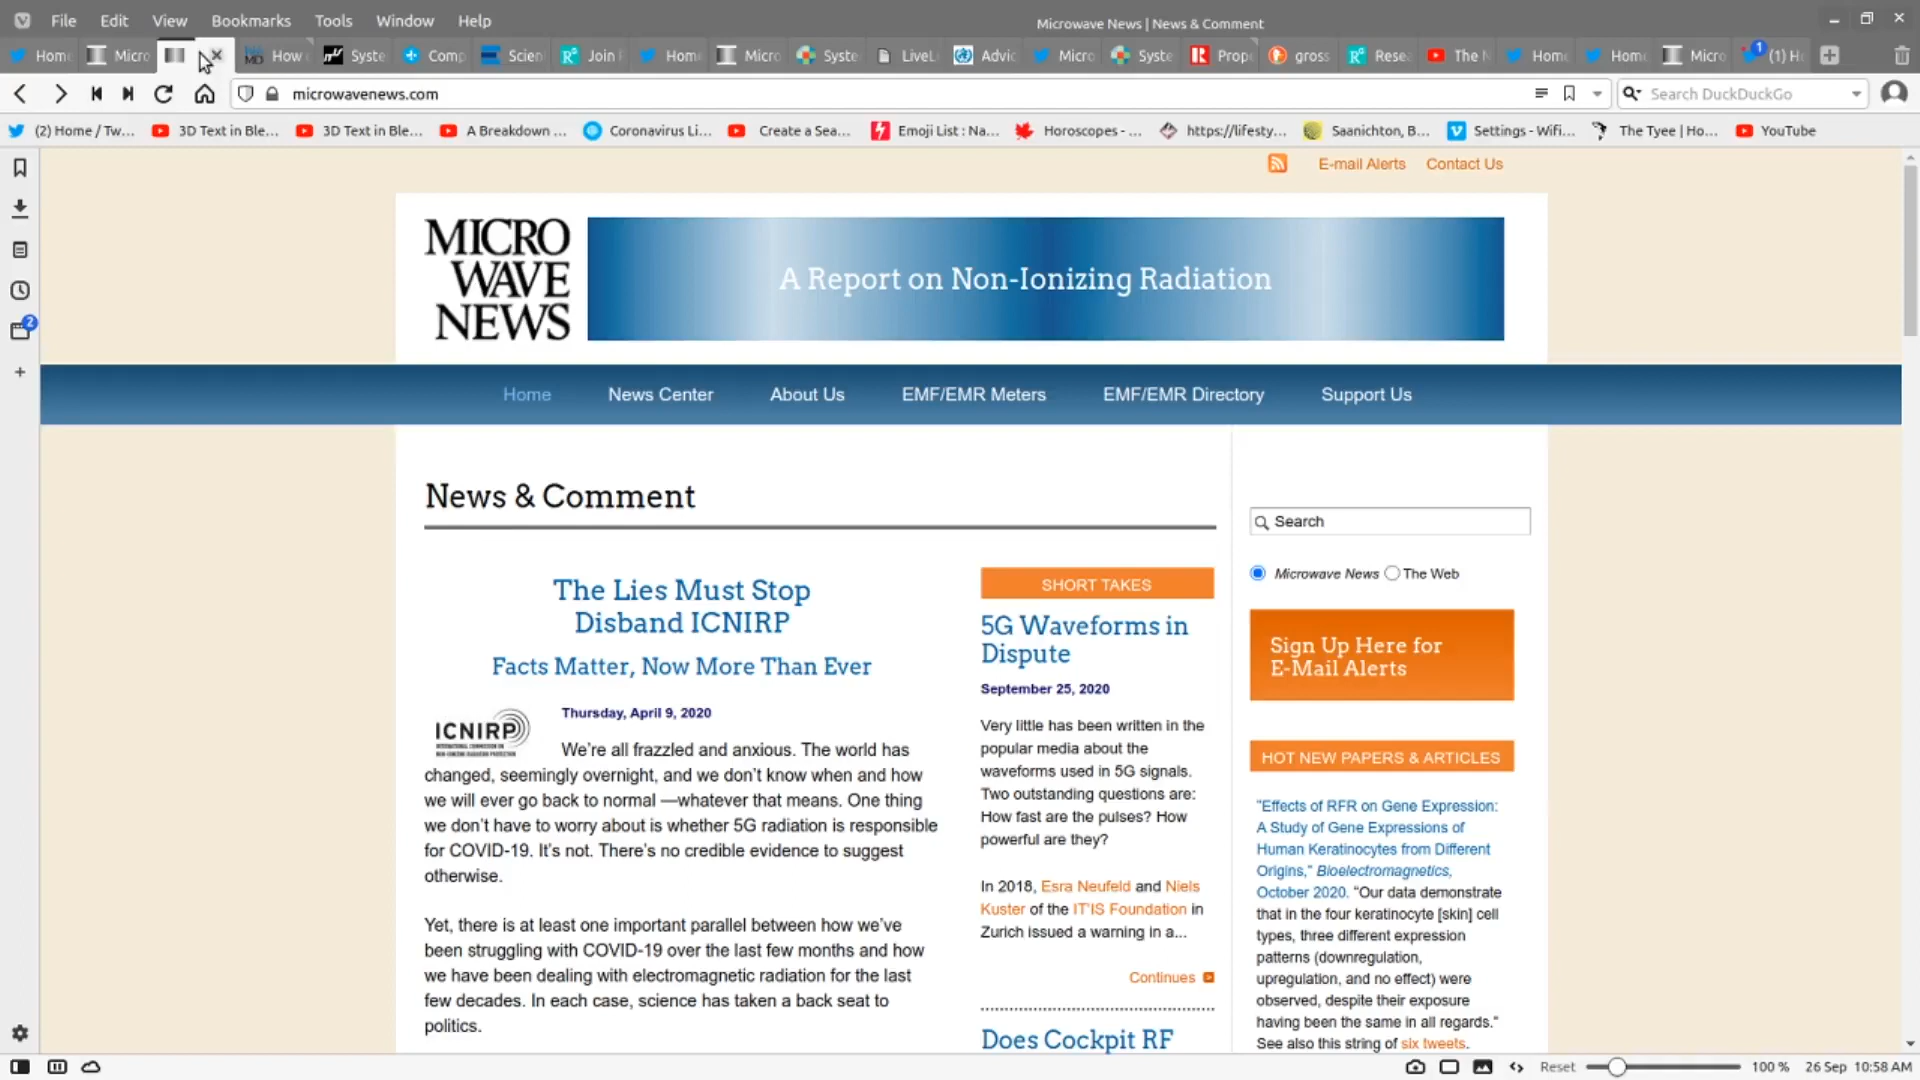 File Edit View Bookmarks Tools Window Help
Microwave News | News & Comment
Home Micro How Syste Comp Scien Join Home Micro Syste LiveL Advic Micro Syste Prop gross Rese The N Home Home Micro (1) H
microwavenews.com
Search DuckDuckGo
(2) Home / Tw... 3D Text in Ble... 3D Text in Ble... A Breakdown ... Coronavirus Li... Create a Sea... Emoji List : Na... Horoscopes - ... https://lifesty... Saanichton, B... Settings - Wifi... The Tyee | Ho... YouTube
E-mail Alerts Contact Us
MICRO
WAVE
NEWS
A Report on Non-Ionizing Radiation
2
Home News Center About Us EMF/EMR Meters EMF/EMR Directory Support Us
News & Comment
The Lies Must Stop
Disband ICNIRP
Facts Matter, Now More Than Ever
ICNIRP
Thursday, April 9, 2020
We're all frazzled and anxious. The world has
changed, seemingly overnight, and we don't know when and how
we will ever go back to normal —whatever that means. One thing
we don't have to worry about is whether 5G radiation is responsible
for COVID-19. It's not. There's no credible evidence to suggest
otherwise.
Yet, there is at least one important parallel between how we've
been struggling with COVID-19 over the last few months and how
we have been dealing with electromagnetic radiation for the last
few decades. In each case, science has taken a back seat to
politics.
SHORT TAKES
5G Waveforms in
Dispute
September 25, 2020
Very little has been written in the
popular media about the
waveforms used in 5G signals.
Two outstanding questions are:
How fast are the pulses? How
powerful are they?
In 2018, Esra Neufeld and Niels
Kuster of the IT'IS Foundation in
Zurich issued a warning in a...
Continues
Does Cockpit RF
Search
Microwave News The Web
Sign Up Here for
E-Mail Alerts
HOT NEW PAPERS & ARTICLES
"Effects of RFR on Gene Expression:
A Study of Gene Expressions of
Human Keratinocytes from Different
Origins," Bioelectromagnetics,
October 2020. "Our data demonstrate
that in the four keratinocyte [skin] cell
types, three different expression
patterns (downregulation,
upregulation, and no effect) were
observed, despite their exposure
having been the same in all regards."
See also this string of six tweets.
Reset 100 % 26 Sep 10:58 AM